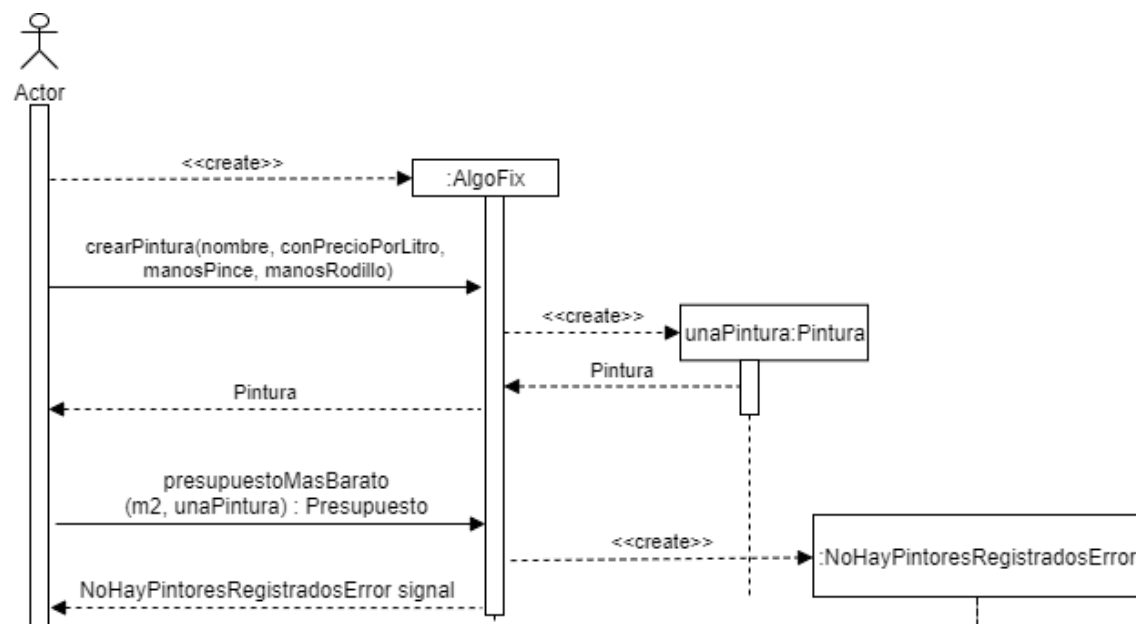 Actor
<<create>>
:AlgoFix
crearPintura(nombre, conPrecioPorLitro,
manosPince, manosRodillo)
<<create>>
unaPintura:Pintura
Pintura
Pintura
presupuestoMasBarato
(m2, unaPintura) : Presupuesto
<<create>>
:NoHayPintoresRegistradosError
NoHayPintoresRegistradosError signal